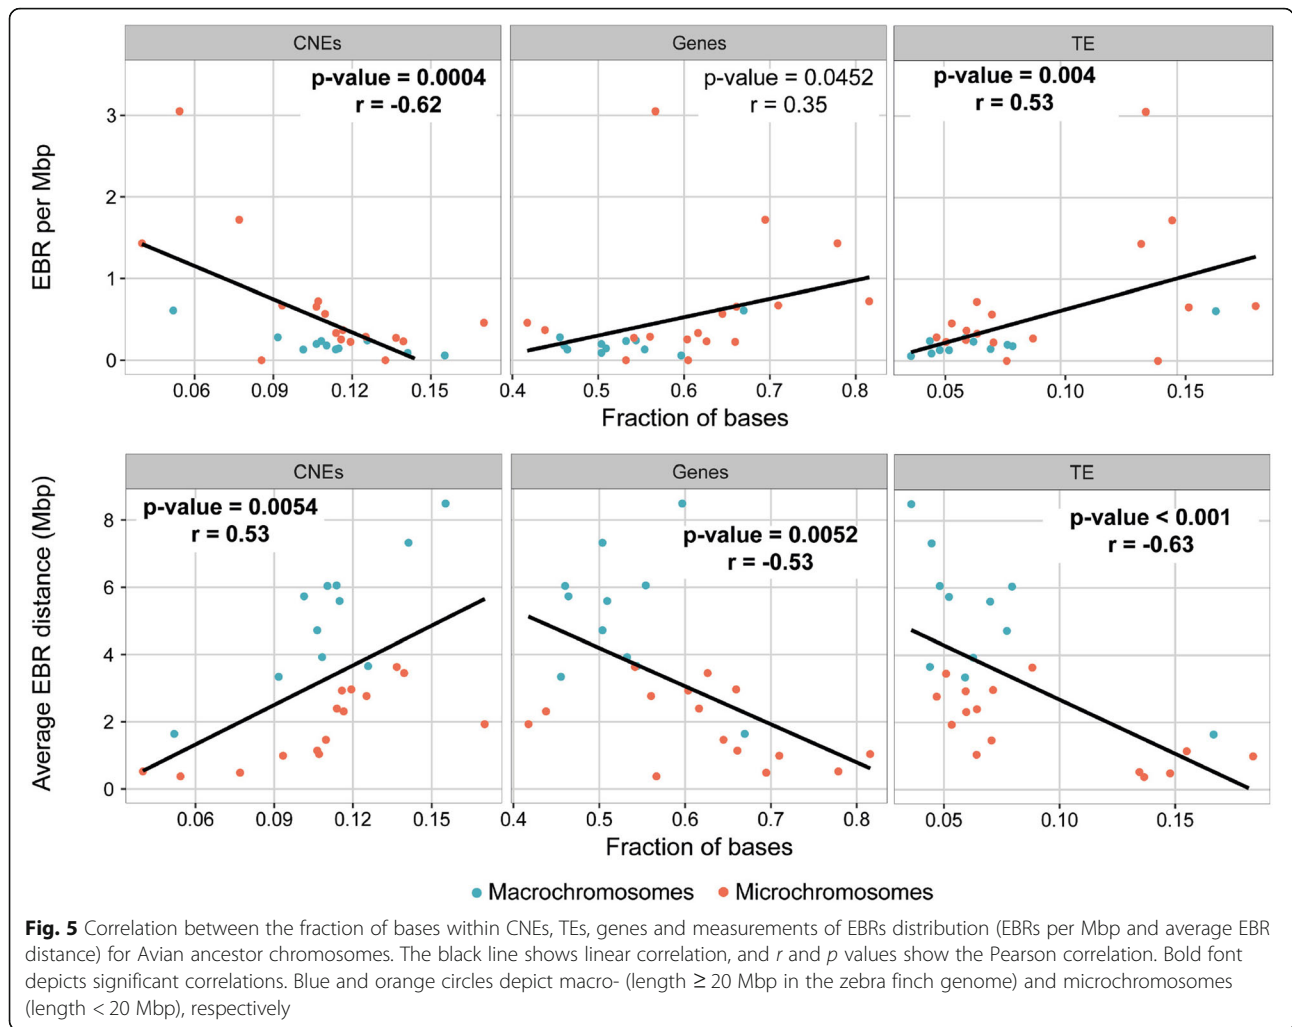 CNEs
Genes
TE
p-value = 0.0004
r = -0.62
p-value = 0.0452
r = 0.35
p-value = 0.004
r = 0.53
EBR per Mbp
3
2
1
0
0.06 0.09 0.12 0.15
0.4 0.5 0.6 0.7 0.8
0.05 0.10 0.15
Fraction of bases
CNEs
Genes
TE
p-value = 0.0054
r = 0.53
p-value = 0.0052
r = -0.53
p-value < 0.001
r = -0.63
Average EBR distance (Mbp)
8
6
4
2
0
0.06 0.09 0.12 0.15
0.4 0.5 0.6 0.7 0.8
0.05 0.10 0.15
Fraction of bases
Macrochromosomes Microchromosomes
Fig. 5 Correlation between the fraction of bases within CNEs, TEs, genes and measurements of EBRs distribution (EBRs per Mbp and average EBR
distance) for Avian ancestor chromosomes. The black line shows linear correlation, and r and p values show the Pearson correlation. Bold font
depicts significant correlations. Blue and orange circles depict macro- (length ≥ 20 Mbp in the zebra finch genome) and microchromosomes
(length < 20 Mbp), respectively